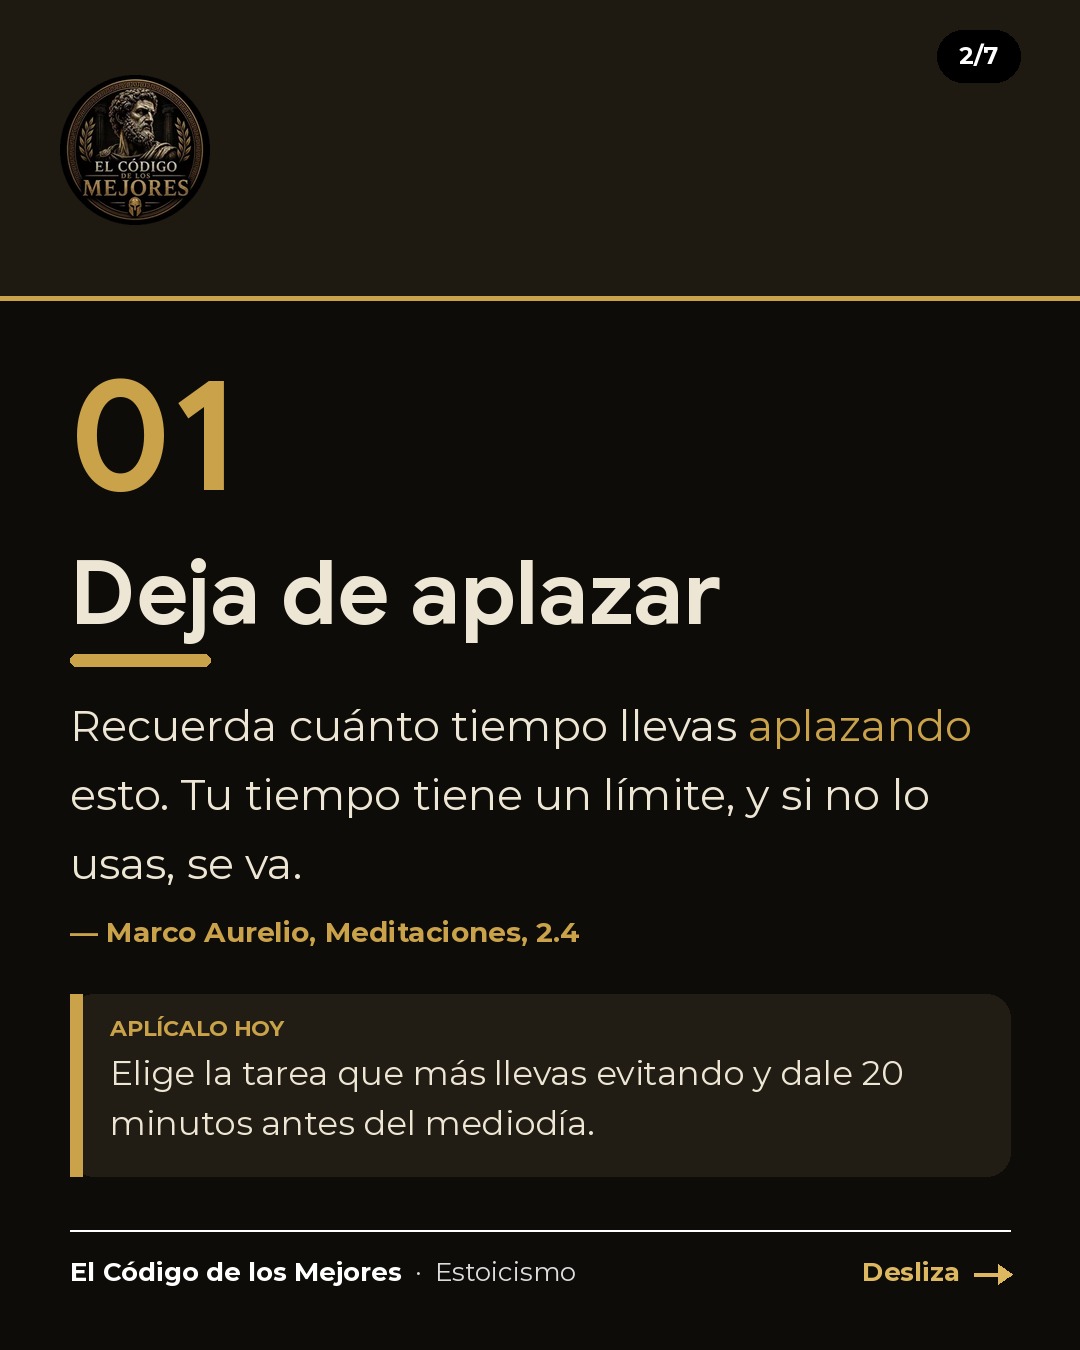 2/7
EL CÓDIGO
DE LOS
MEJORES
01
Deja de aplazar
Recuerda cuánto tiempo llevas aplazando
esto. Tu tiempo tiene un límite, y si no lo
usas, se va.
— Marco Aurelio, Meditaciones, 2.4
APLÍCALO HOY
Elige la tarea que más llevas evitando y dale 20
minutos antes del mediodía.
El Código de los Mejores · Estoicismo
Desliza